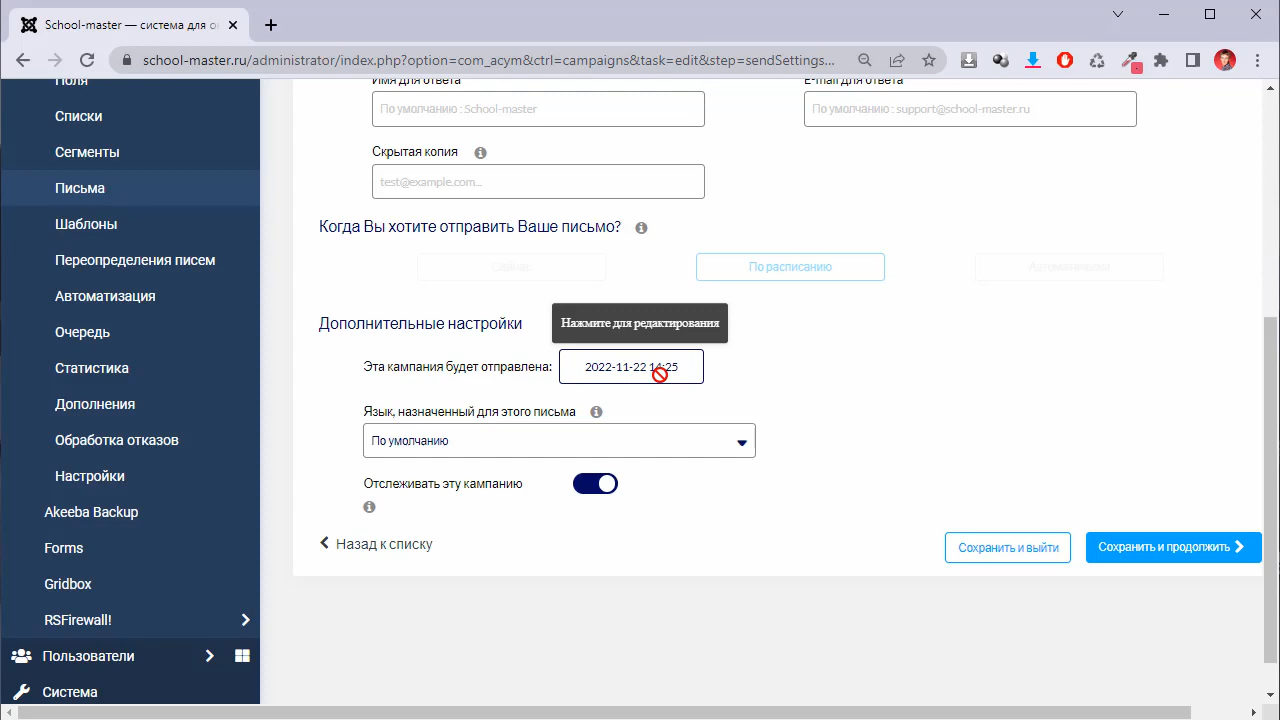 School-master — система для о
school-master.ru/administrator/index.php?option=com_acym&ctrl=campaigns&task=edit&step=sendSettings...
Поля
Списки
Сегменты
Письма
Шаблоны
Переопределения писем
Автоматизация
Очередь
Статистика
Дополнения
Обработка отказов
Настройки
Akeeba Backup
Forms
Gridbox
RSFirewall!
Пользователи
Система
Имя для ответа
E-mail для ответа
По умолчанию : School-master
По умолчанию : support@school-master.ru
Скрытая копия
test@example.com...
Когда Вы хотите отправить Ваше письмо?
Сейчас
По расписанию
Автоматически
Дополнительные настройки
Нажмите для редактирования
Эта кампания будет отправлена:
2022-11-22 14:25
Язык, назначенный для этого письма
По умолчанию
Отслеживать эту кампанию
Назад к списку
Сохранить и выйти
Сохранить и продолжить